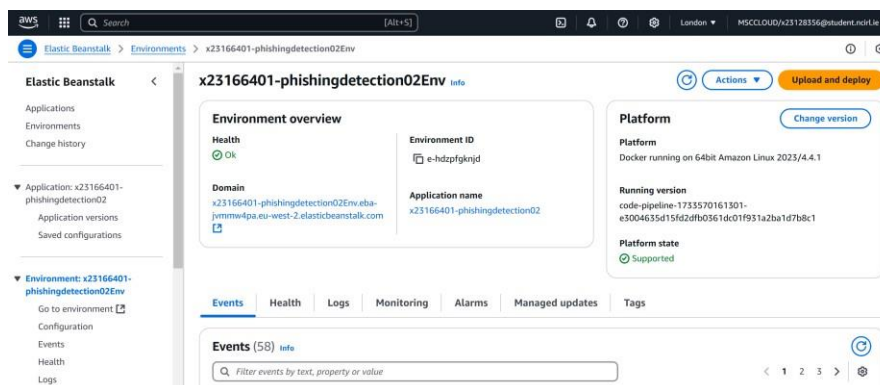 aws
Search
[Alt+S]
London
MSCCLOUD/x23128356@student.ncirl.ie
Elastic Beanstalk > Environments > x23166401-phishingdetection02Env
Elastic Beanstalk
Applications
Environments
Change history
Application: x23166401-
phishingdetection02
Application versions
Saved configurations
Environment: x23166401-
phishingdetection02Env
Go to environment
Configuration
Events
Health
Logs
x23166401-phishingdetection02Env Info
Actions
Upload and deploy
Environment overview
Health
Ok
Domain
x23166401-phishingdetection02Env.eba-
jvmmw4pa.eu-west-2.elasticbeanstalk.com
Environment ID
e-hdzpfgknjd
Application name
x23166401-phishingdetection02
Platform
Change version
Platform
Docker running on 64bit Amazon Linux 2023/4.4.1
Running version
code-pipeline-1733570161301-
e3004635d15fd2dfb0361dc01f931a2ba1d7b8c1
Platform state
Supported
Events
Health
Logs
Monitoring
Alarms
Managed updates
Tags
Events (58) Info
Filter events by text, property or value
1 2 3